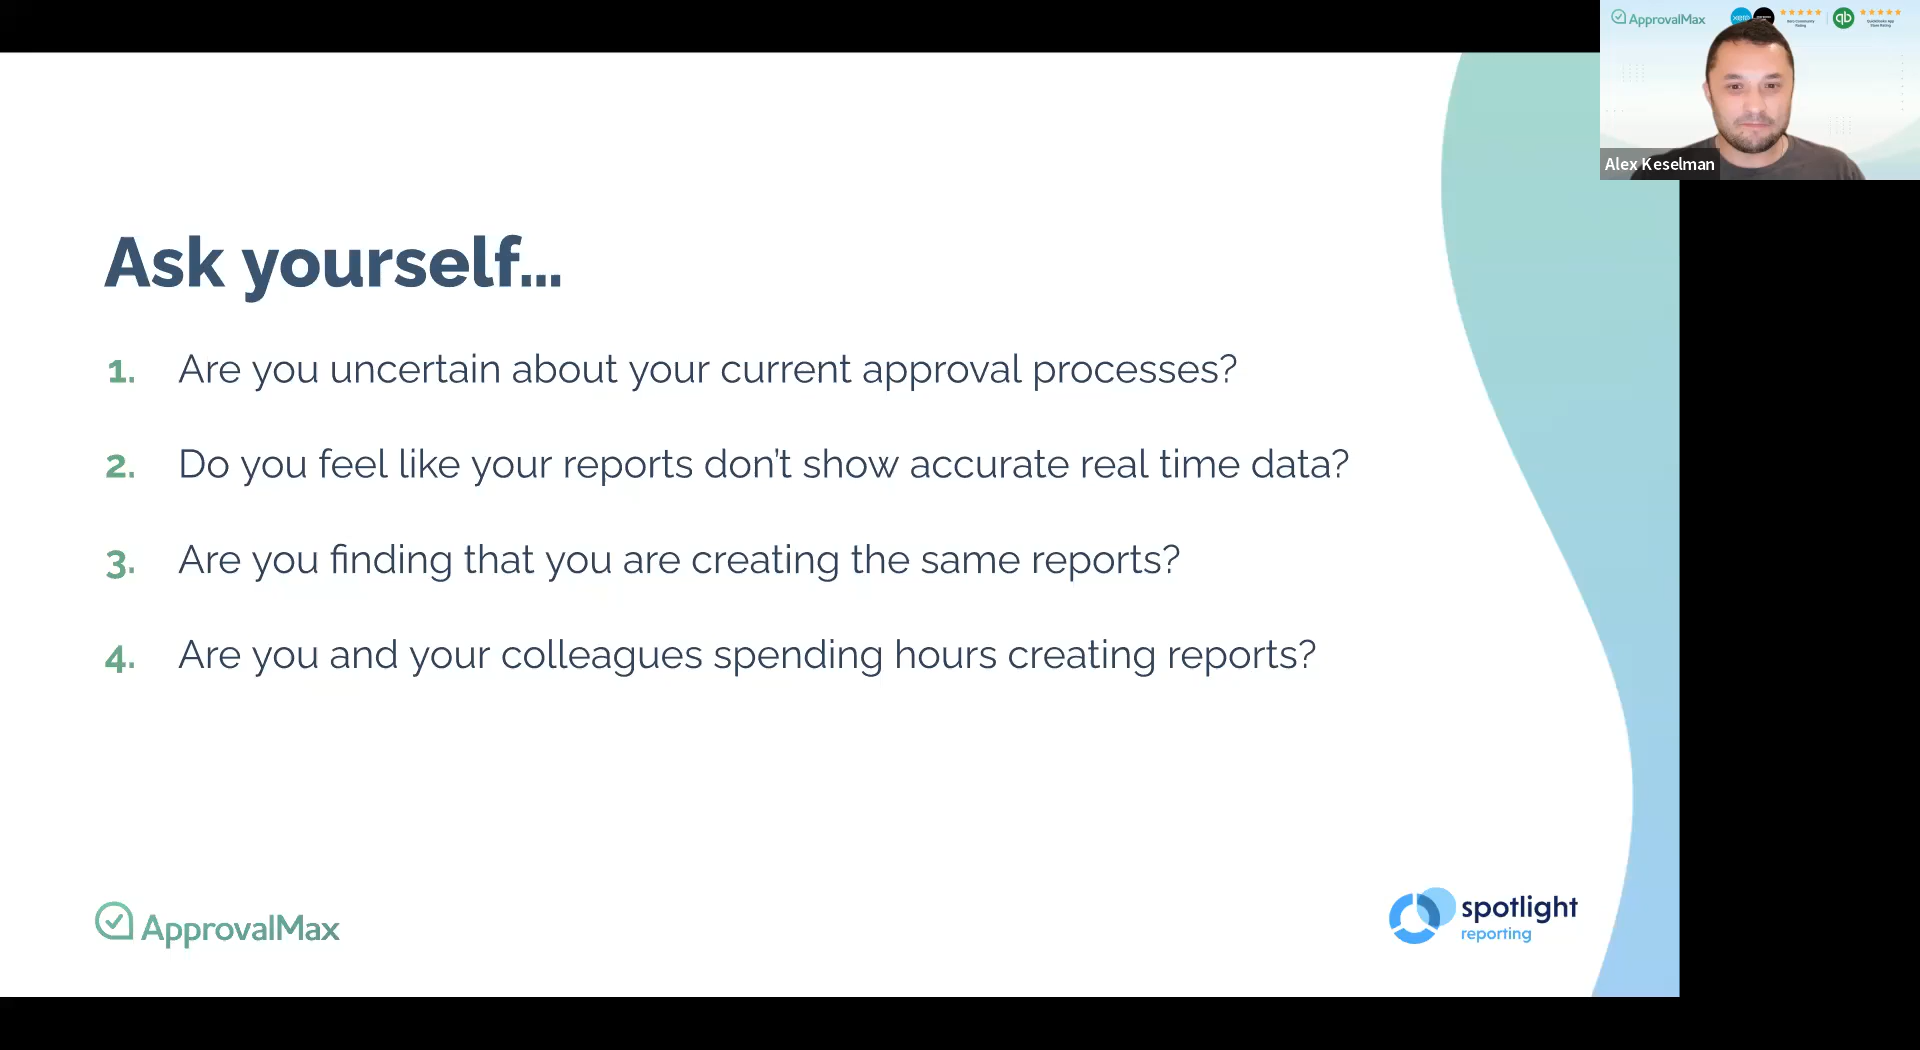 Ask yourself...
1. Are you uncertain about your current approval processes?
2. Do you feel like your reports don't show accurate real time data?
3. Are you finding that you are creating the same reports?
4. Are you and your colleagues spending hours creating reports?
ApprovalMax
spotlight
reporting
ApprovalMax
xero
qb
Alex Keselman